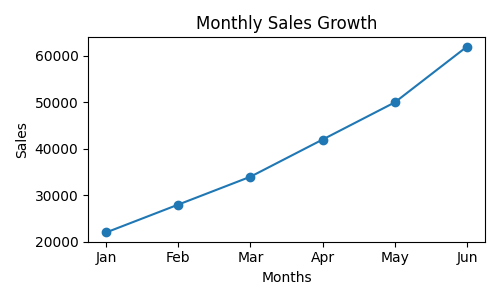 Monthly Sales Growth
60000
50000
40000
30000
20000
Sales
Jan Feb Mar Apr May Jun
Months